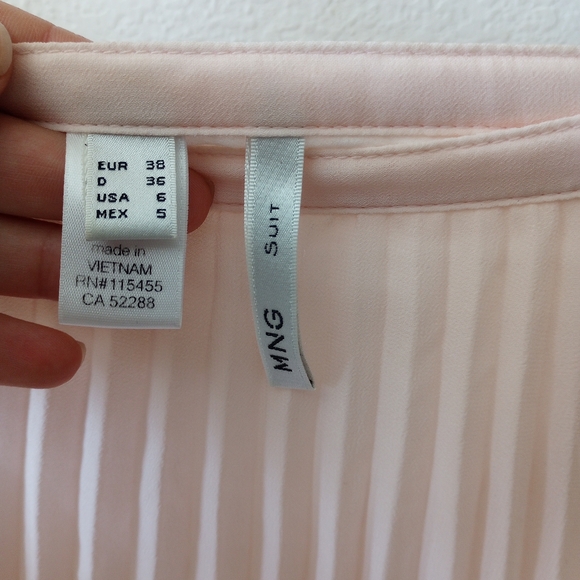 EUR 38
D 36
USA 6
MEX 5
made in
VIETNAM
RN#115455
CA 52288
MNG SUIT